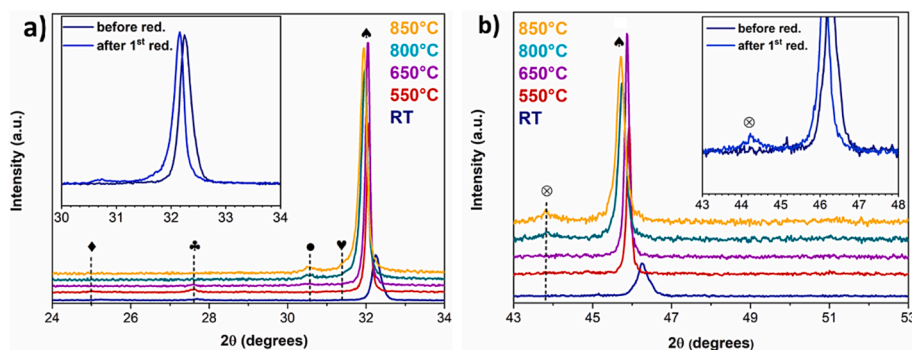 a)
before red.
after 1st red.
30 31 32 33 34
♠
850°C
800°C
650°C
550°C
RT
♦ ♣ ● ♥
Intensity (a.u.)
24 26 28 30 32 34
2θ (degrees)
b)
850°C
800°C
650°C
550°C
RT
♠
before red.
after 1st red.
⊗
43 44 45 46 47 48
⊗
Intensity (a.u.)
43 45 47 49 51 53
2θ (degrees)